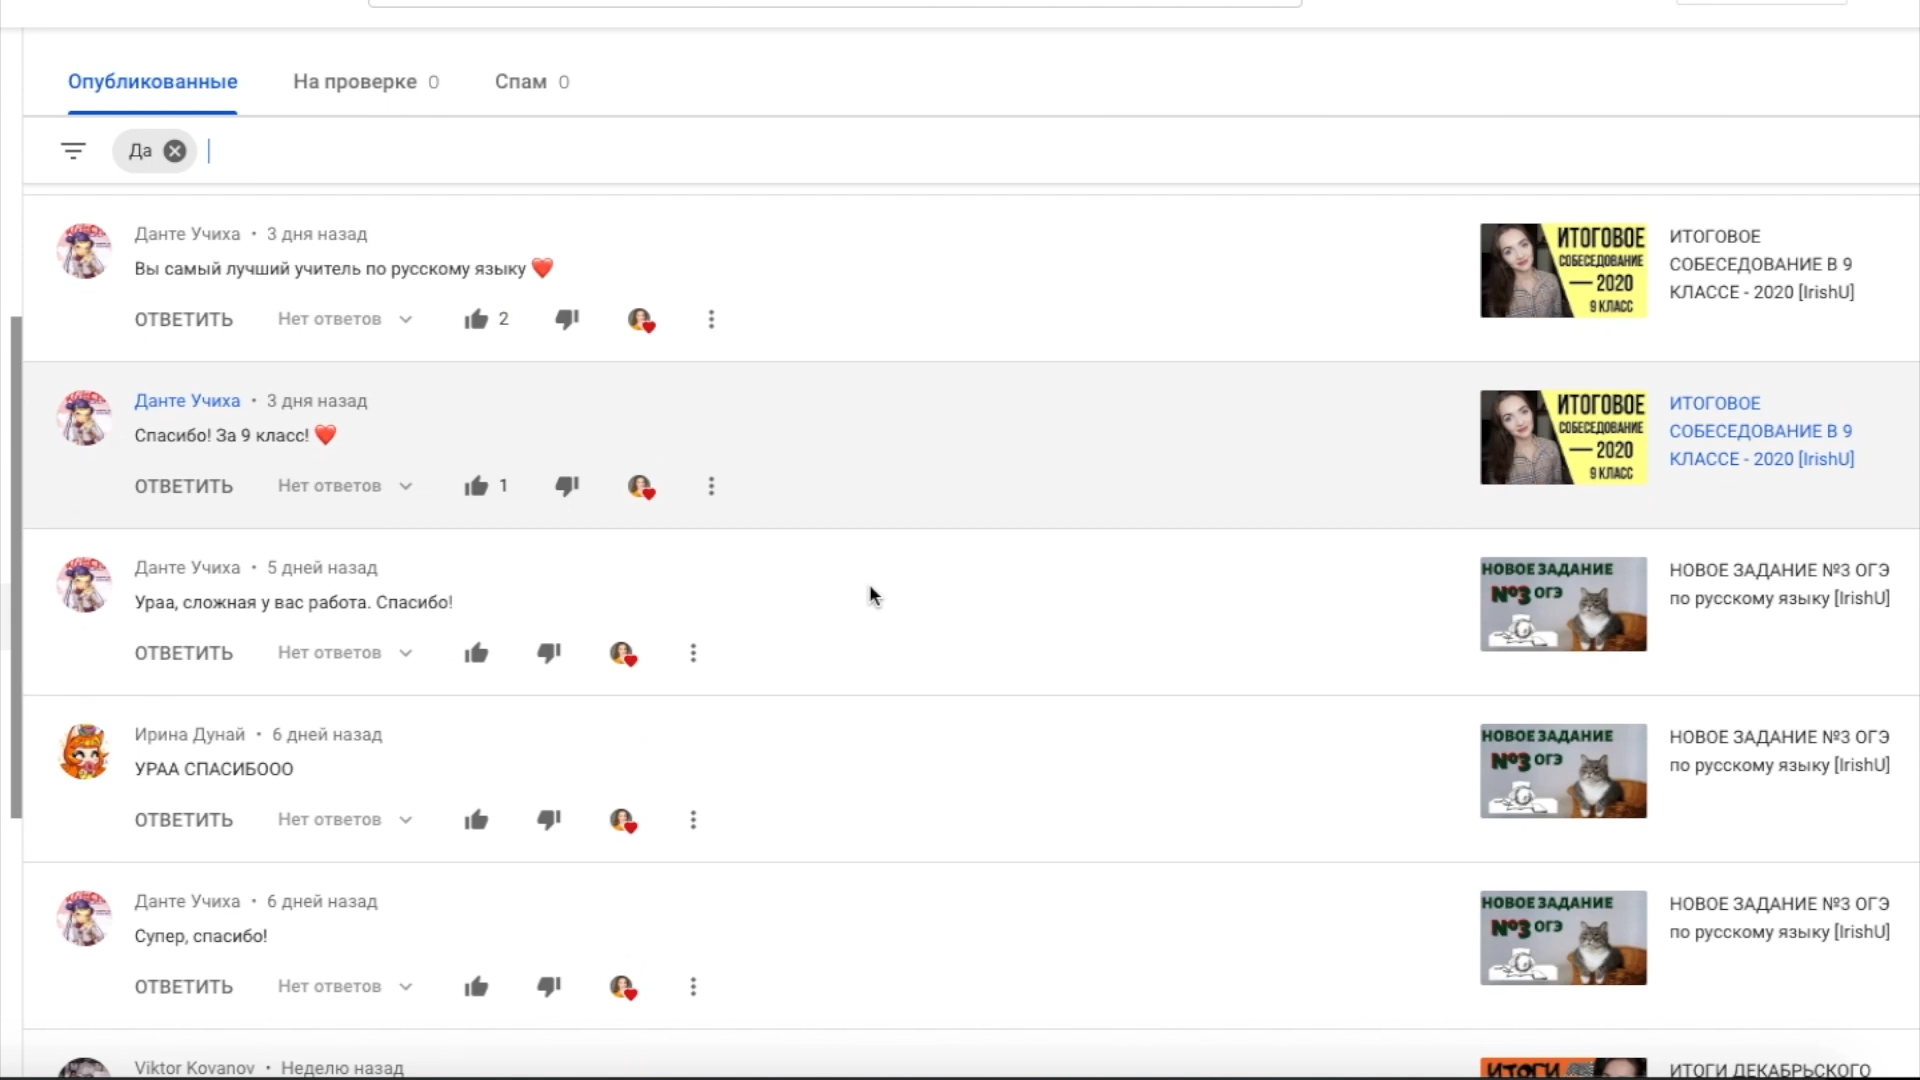 Опубликованные На проверке 0 Спам 0
Да
Данте Учиха • 3 дня назад
Вы самый лучший учитель по русскому языку ❤️
ОТВЕТИТЬ Нет ответов 2
ИТОГОВОЕ
СОБЕСЕДОВАНИЕ
— 2020
9 КЛАСС
ИТОГОВОЕ
СОБЕСЕДОВАНИЕ В 9
КЛАССЕ - 2020 [IrishU]
Данте Учиха • 3 дня назад
Спасибо! За 9 класс! ❤️
ОТВЕТИТЬ Нет ответов 1
ИТОГОВОЕ
СОБЕСЕДОВАНИЕ
— 2020
9 КЛАСС
ИТОГОВОЕ
СОБЕСЕДОВАНИЕ В 9
КЛАССЕ - 2020 [IrishU]
Данте Учиха • 5 дней назад
Ураа, сложная у вас работа. Спасибо!
ОТВЕТИТЬ Нет ответов
НОВОЕ ЗАДАНИЕ
№3 ОГЭ
НОВОЕ ЗАДАНИЕ №3 ОГЭ
по русскому языку [IrishU]
Ирина Дунай • 6 дней назад
УРАА СПАСИБООО
ОТВЕТИТЬ Нет ответов
НОВОЕ ЗАДАНИЕ
№3 ОГЭ
НОВОЕ ЗАДАНИЕ №3 ОГЭ
по русскому языку [IrishU]
Данте Учиха • 6 дней назад
Супер, спасибо!
ОТВЕТИТЬ Нет ответов
НОВОЕ ЗАДАНИЕ
№3 ОГЭ
НОВОЕ ЗАДАНИЕ №3 ОГЭ
по русскому языку [IrishU]
Viktor Kovanov • Неделю назад
ИТОГИ
ИТОГИ ДЕКАБРЬСКОГО